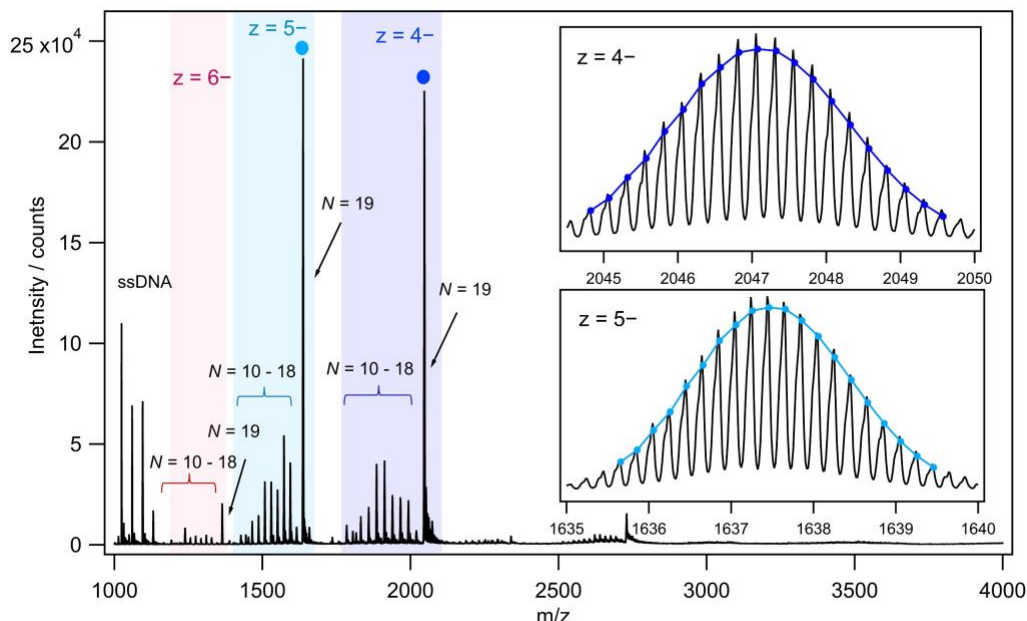 z = 5−
z = 4−
z = 6−
ssDNA
N = 19
N = 19
N = 10 - 18
N = 10 - 18
N = 19
N = 10 - 18
25 x10⁴
20
15
10
5
0
Inetnsity / counts
1000
1500
2000
2500
3000
3500
4000
m/z
z = 4−
2045
2046
2047
2048
2049
2050
z = 5−
1635
1636
1637
1638
1639
1640